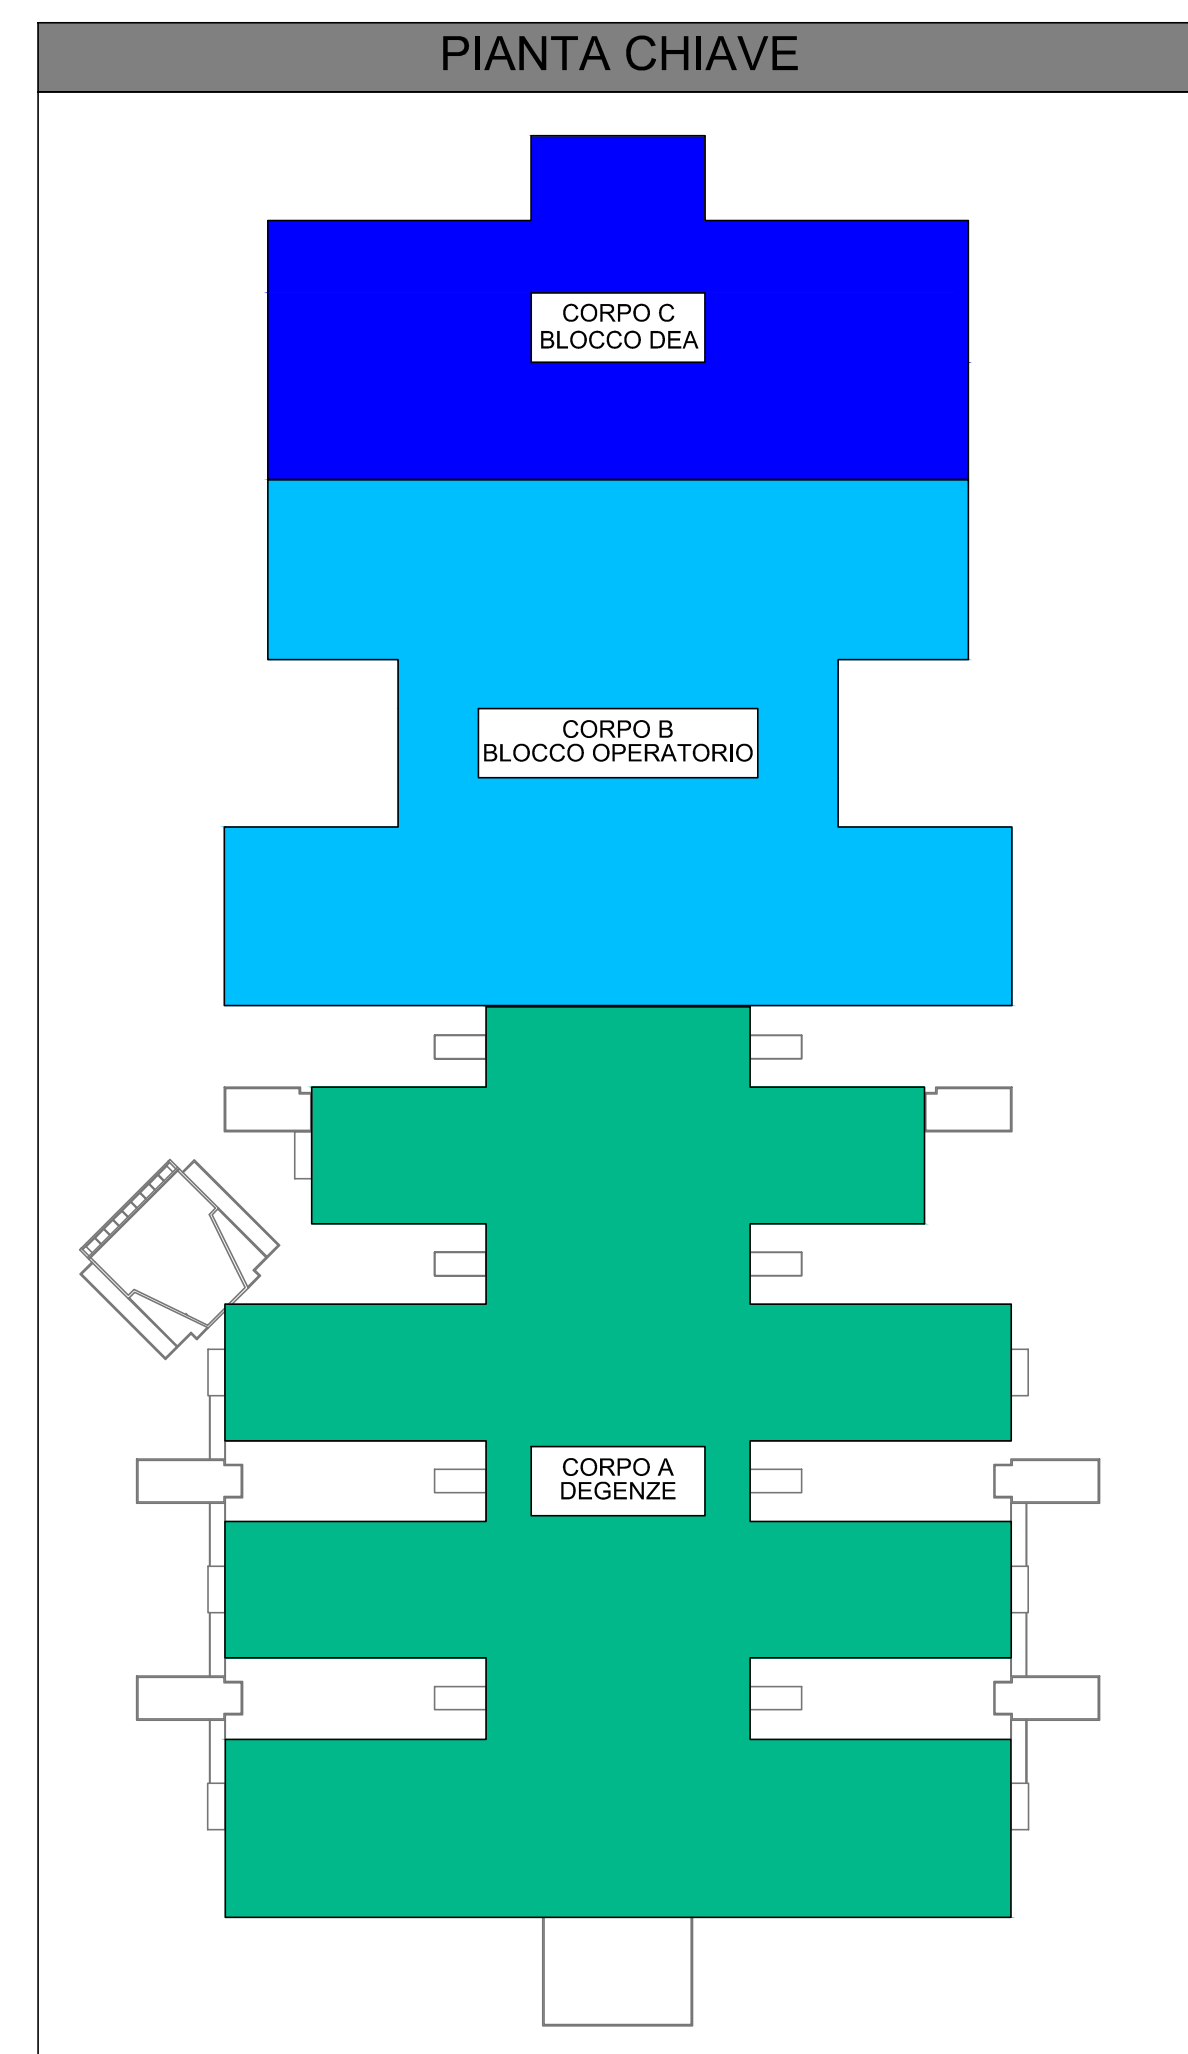 PIANTA CHIAVE
CORPO C
BLOCCO DEA
CORPO B
BLOCCO OPERATORIO
CORPO A
DEGENZE